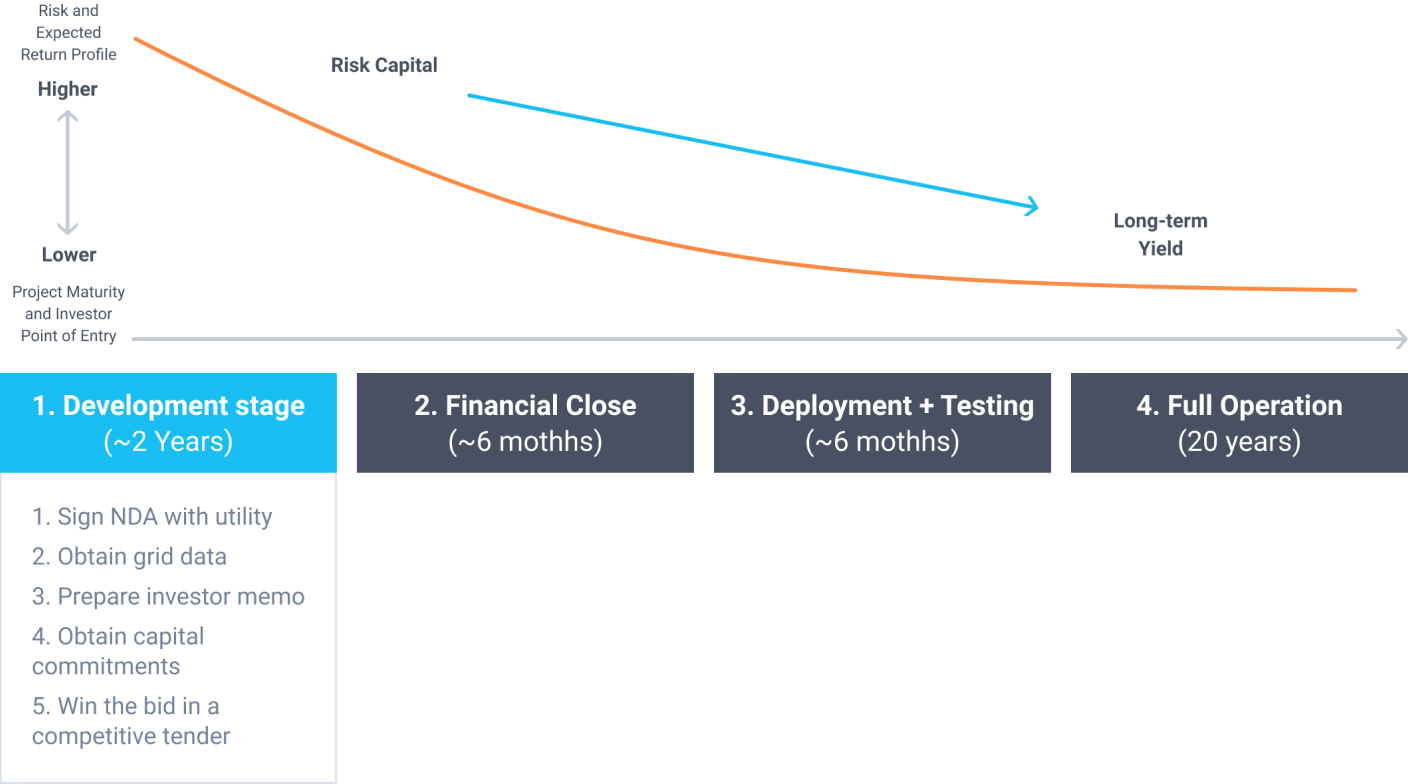 Risk and
Expected
Return Profile
Higher
Risk Capital
Lower
Long-term
Yield
Project Maturity
and Investor
Point of Entry
1. Development stage
(~2 Years)
2. Financial Close
(~6 mothhs)
3. Deployment + Testing
(~6 mothhs)
4. Full Operation
(20 years)
1. Sign NDA with utility
2. Obtain grid data
3. Prepare investor memo
4. Obtain capital
commitments
5. Win the bid in a
competitive tender